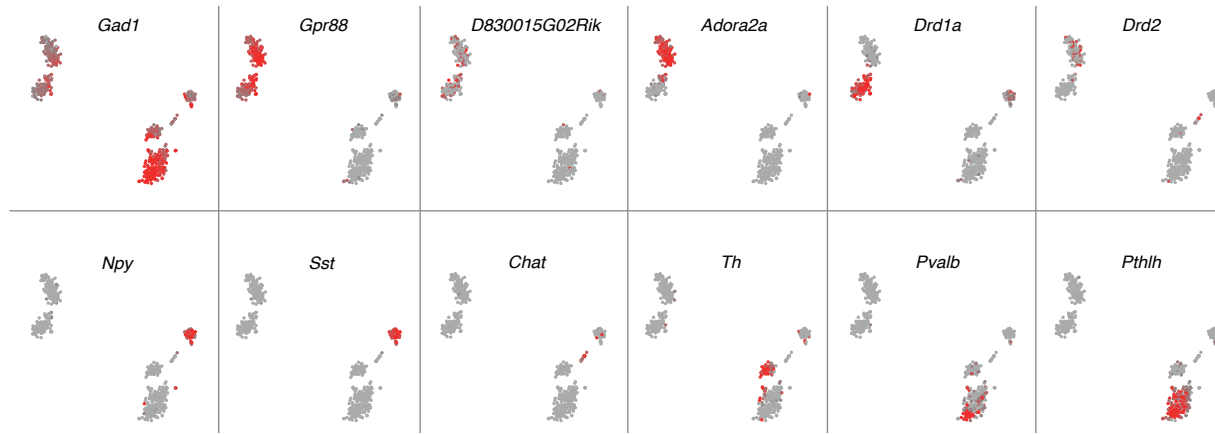 Gad1 Gpr88 D830015G02Rik Adora2a Drd1a Drd2
Npy Sst Chat Th Pvalb Pthlh